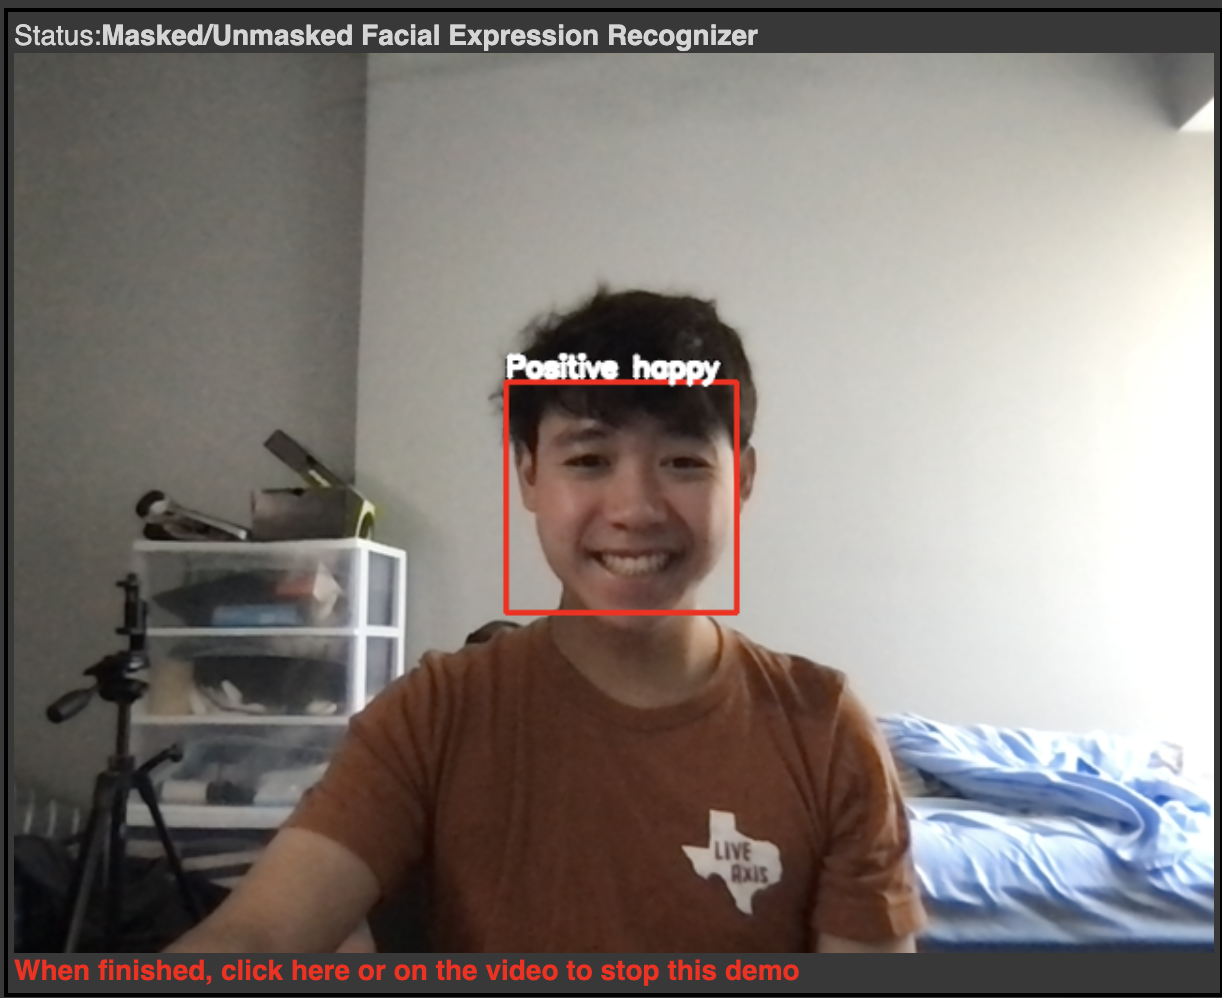 Status:Masked/Unmasked Facial Expression Recognizer
Positive happy
LIVE
AXIS
When finished, click here or on the video to stop this demo